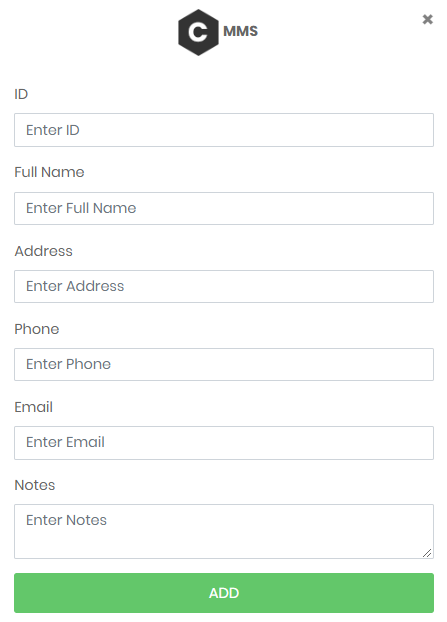 C MMS
ID
Enter ID
Full Name
Enter Full Name
Address
Enter Address
Phone
Enter Phone
Email
Enter Email
Notes
Enter Notes
ADD